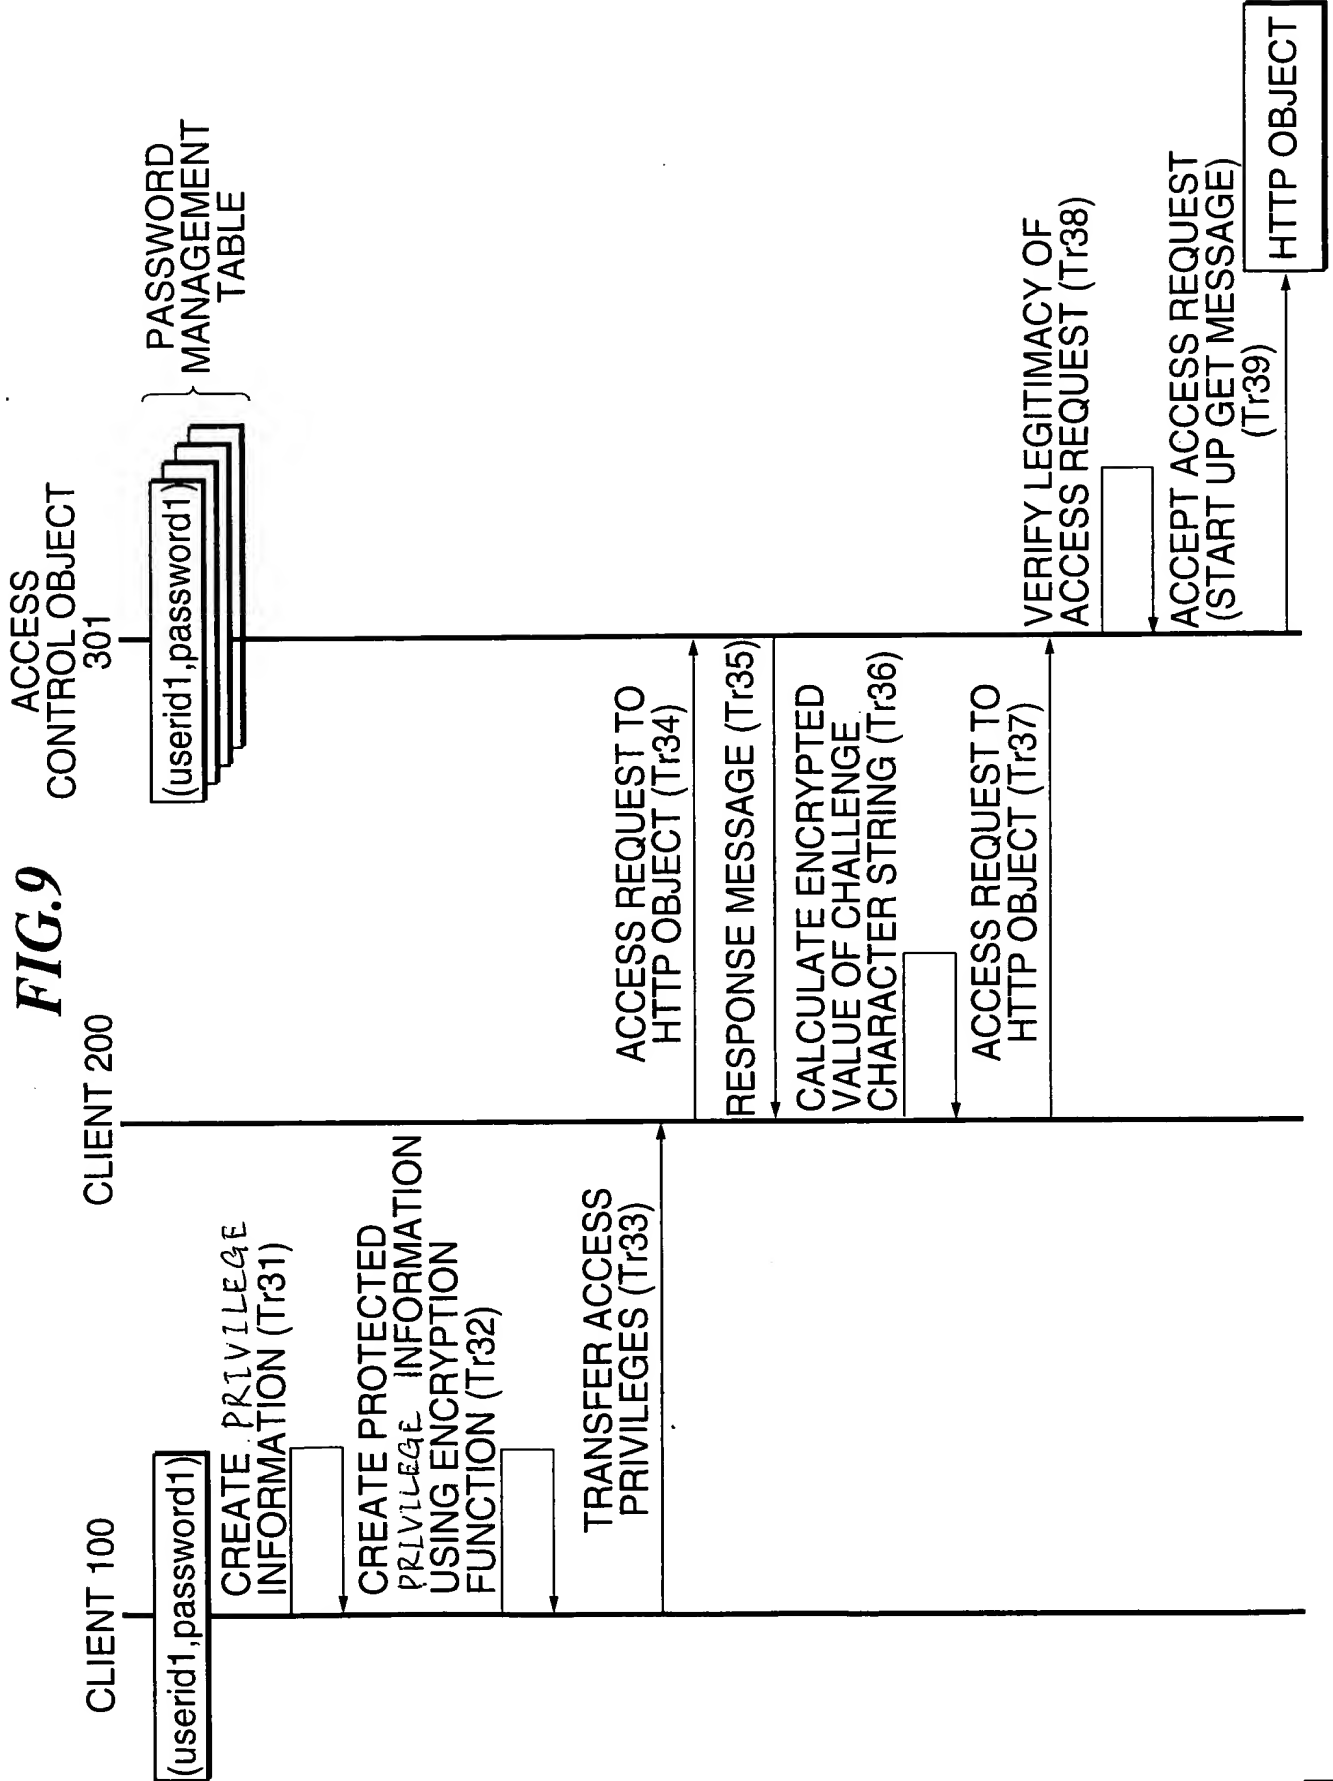 FIG.9
CLIENT 100
CLIENT 200
ACCESS
CONTROL OBJECT
301
(userid1,password1)
(userid1,password1)
PASSWORD
MANAGEMENT
TABLE
CREATE PRIVILEGE
INFORMATION (Tr31)
CREATE PROTECTED
PRIVILEGE INFORMATION
USING ENCRYPTION
FUNCTION (Tr32)
TRANSFER ACCESS
PRIVILEGES (Tr33)
ACCESS REQUEST TO
HTTP OBJECT (Tr34)
RESPONSE MESSAGE (Tr35)
CALCULATE ENCRYPTED
VALUE OF CHALLENGE
CHARACTER STRING (Tr36)
ACCESS REQUEST TO
HTTP OBJECT (Tr37)
VERIFY LEGITIMACY OF
ACCESS REQUEST (Tr38)
ACCEPT ACCESS REQUEST
(START UP GET MESSAGE)
(Tr39)
HTTP OBJECT